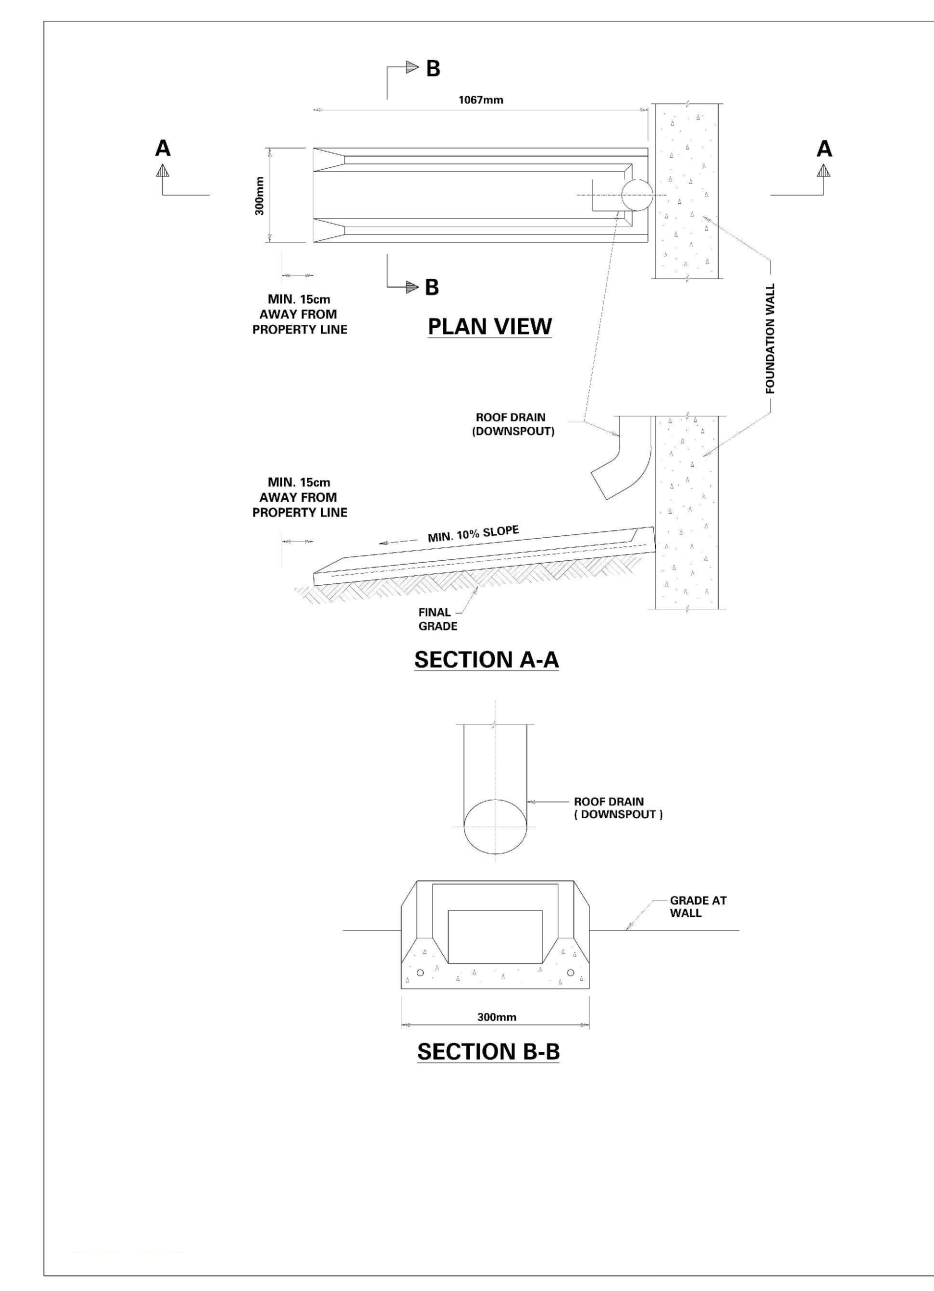 B
1067mm
A
A
300mm
B
MIN. 15cm
AWAY FROM
PROPERTY LINE
PLAN VIEW
FOUNDATION WALL
ROOF DRAIN
(DOWNSPOUT)
MIN. 15cm
AWAY FROM
PROPERTY LINE
MIN. 10% SLOPE
FINAL
GRADE
SECTION A-A
ROOF DRAIN
( DOWNSPOUT )
GRADE AT
WALL
300mm
SECTION B-B